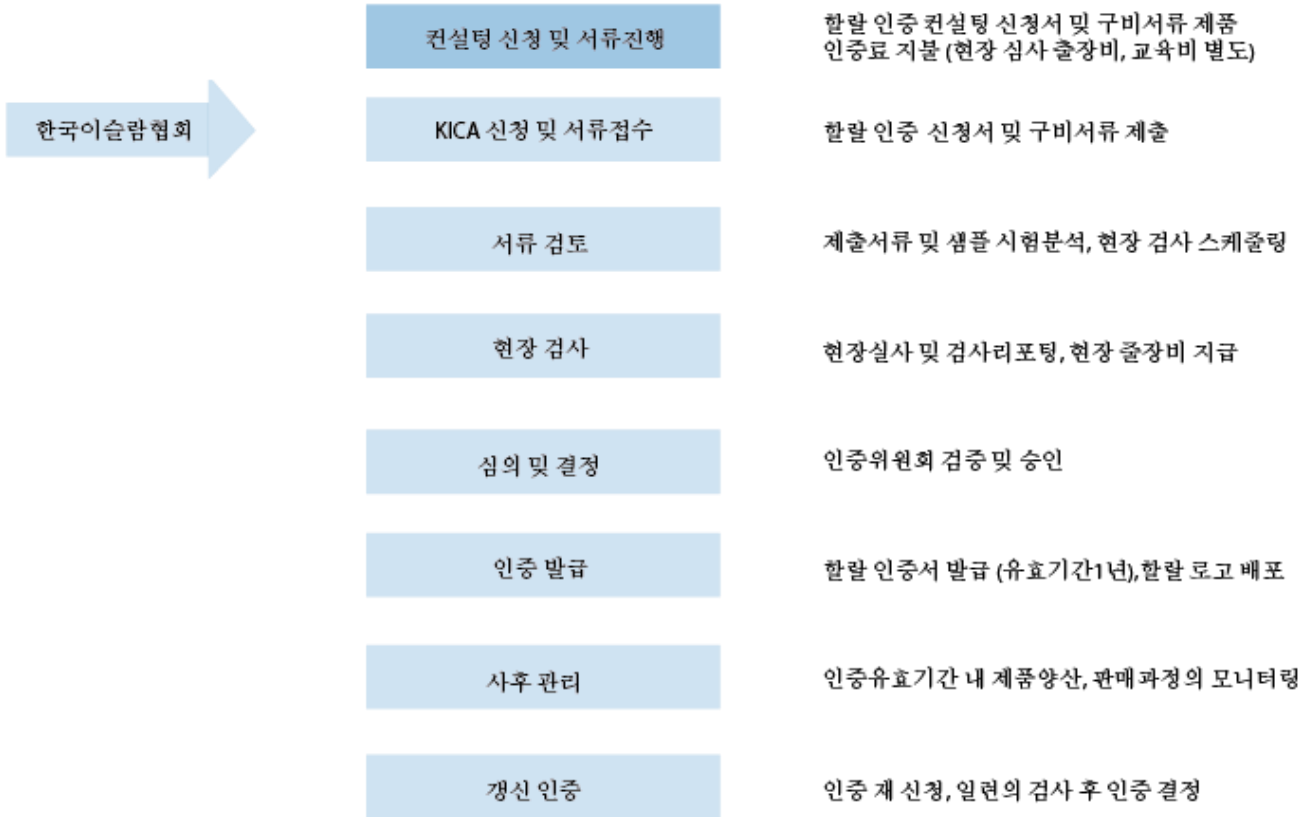 컨설팅 신청 및 서류진행
할랄 인증 컨설팅 신청서 및 구비서류 제품
인증료 지불 (현장 심사 출장비, 교육비 별도)
한국이슬람협회
KICA 신청 및 서류접수
할랄 인증 신청서 및 구비서류 제출
서류 검토
제출서류 및 샘플 시험분석, 현장 검사 스케줄링
현장 검사
현장실사 및 검사리포팅, 현장 줄장비 지급
심의 및 결정
인증위원회 검증 및 승인
인증 발급
할랄 인증서 발급 (유효기간1년),할랄 로고 배포
사후 관리
인증유효기간 내 제품양산, 판매과정의 모니터링
갱신 인증
인증 재 신청, 일련의 검사 후 인증 결정